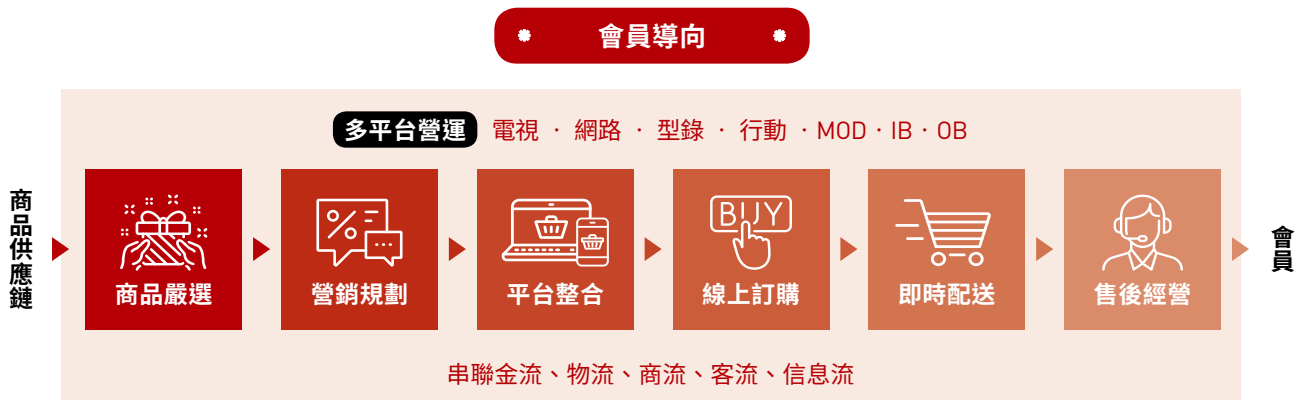 會員導向
多平台營運 電視 · 網路 · 型錄 · 行動 · MOD · IB · OB
商品供應鏈
BUY
商品嚴選
營銷規劃
平台整合
線上訂購
即時配送
售後經營
會員
串聯金流、物流、商流、客流、信息流